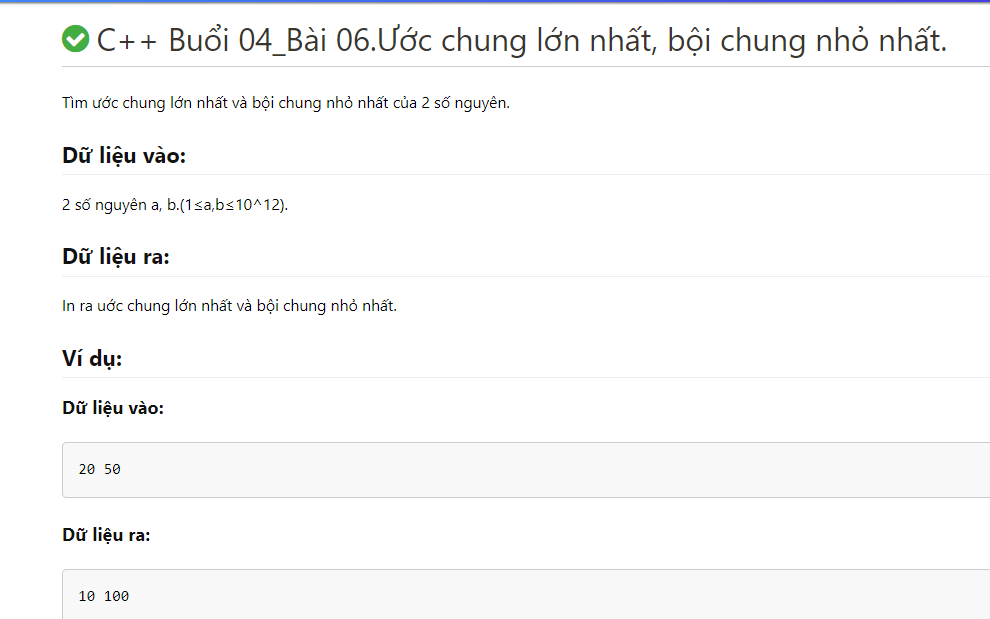 C++ Buổi 04_Bài 06.Ước chung lớn nhất, bội chung nhỏ nhất.
Tìm ước chung lớn nhất và bội chung nhỏ nhất của 2 số nguyên.
Dữ liệu vào:
2 số nguyên a, b.(1≤a,b≤10^12).
Dữ liệu ra:
In ra uớc chung lớn nhất và bội chung nhỏ nhất.
Ví dụ:
Dữ liệu vào:
20 50
Dữ liệu ra:
10 100